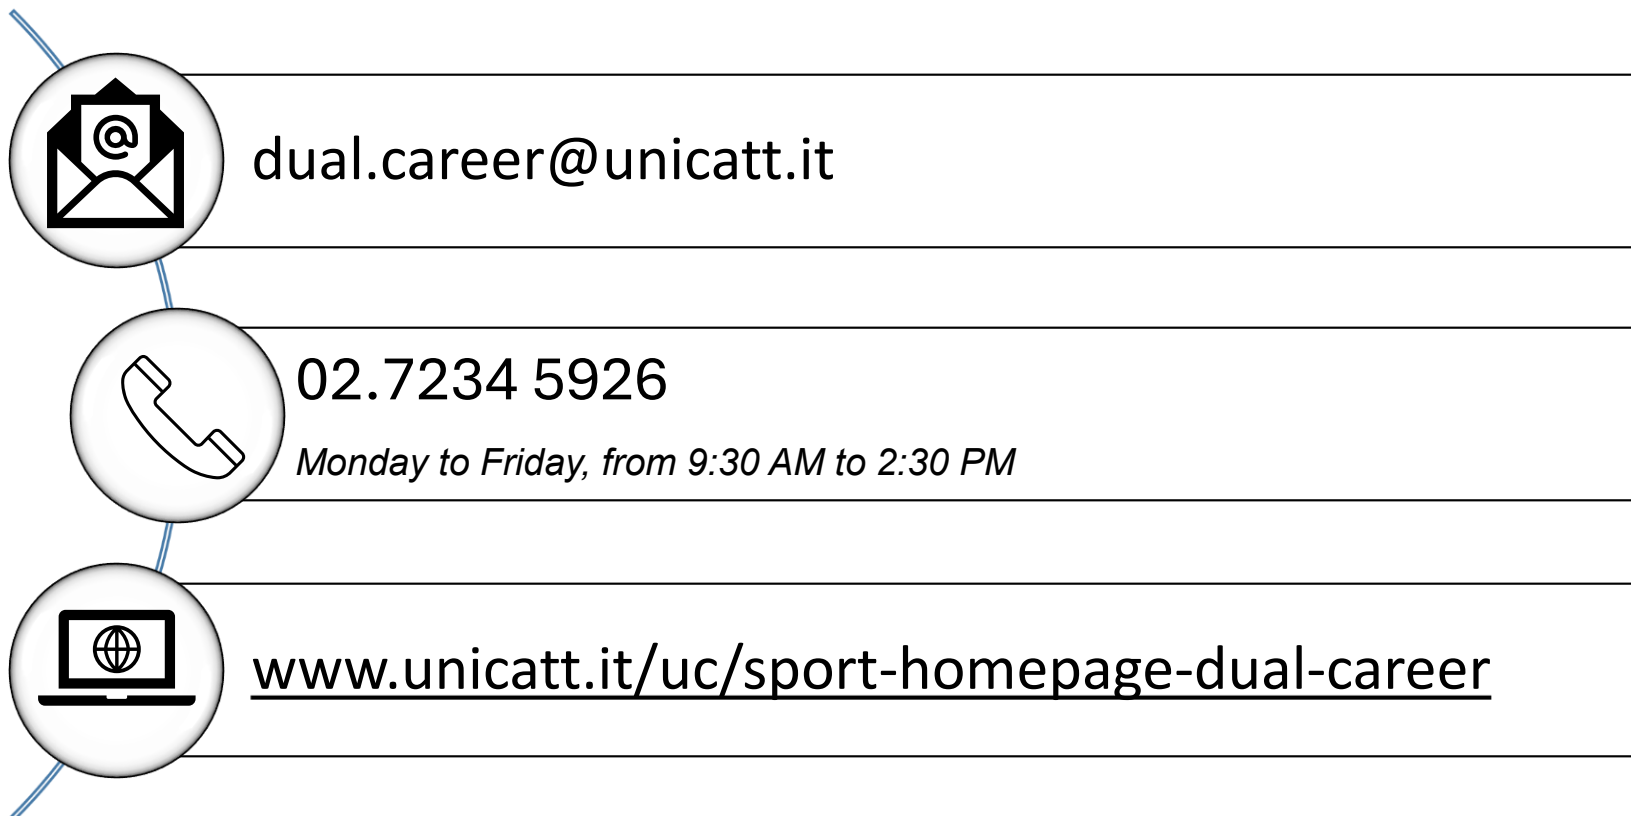 dual.career@unicatt.it
02.7234 5926
Monday to Friday, from 9:30 AM to 2:30 PM
www.unicatt.it/uc/sport-homepage-dual-career